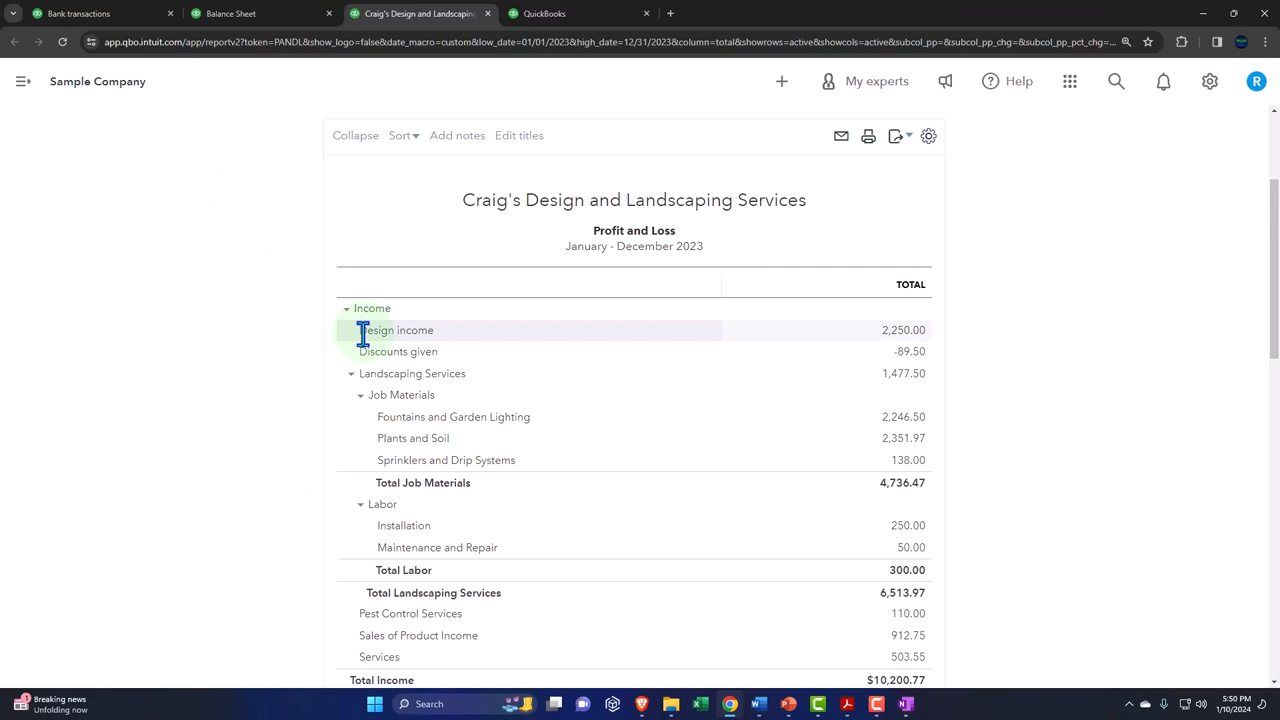 Bank transactions
Balance Sheet
Craig's Design and Landscaping
QuickBooks
app.qbo.intuit.com/app/reportv2?token=PANDL&show_logo=false&date_macro=custom&low_date=01/01/2023&high_date=12/31/2023&column=total&showrows=active&showcols=active&subcol_pp=&subcol_pp_chg=&subcol_pp_pct_chg=...
Sample Company
My experts
Help
R
Collapse Sort Add notes Edit titles
Craig's Design and Landscaping Services
Profit and Loss
January - December 2023
TOTAL
Income
Design income 2,250.00
Discounts given -89.50
Landscaping Services 1,477.50
Job Materials
Fountains and Garden Lighting 2,246.50
Plants and Soil 2,351.97
Sprinklers and Drip Systems 138.00
Total Job Materials 4,736.47
Labor
Installation 250.00
Maintenance and Repair 50.00
Total Labor 300.00
Total Landscaping Services 6,513.97
Pest Control Services 110.00
Sales of Product Income 912.75
Services 503.55
Total Income $10,200.77
1
Breaking news
Unfolding now
Search
5:50 PM
1/10/2024